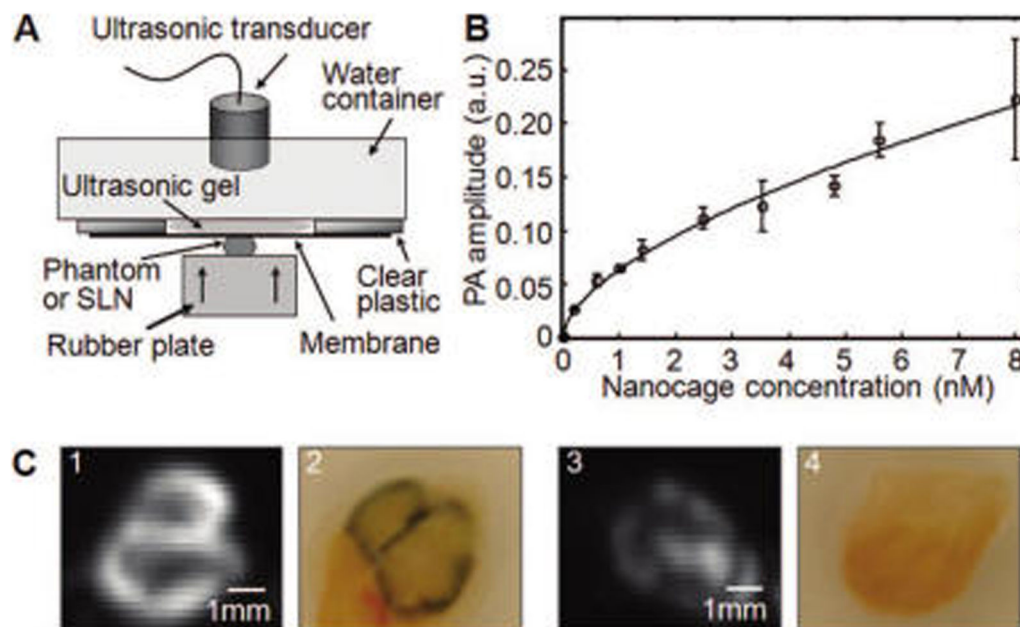 A
Ultrasonic transducer
Water
container
Ultrasonic gel
Phantom
or SLN
Clear
plastic
Rubber plate
Membrane
B
PA amplitude (a.u.)
0.25
0.20
0.15
0.10
0.05
0
0 1 2 3 4 5 6 7 8
Nanocage concentration (nM)
C
1
1mm
2
3
1mm
4